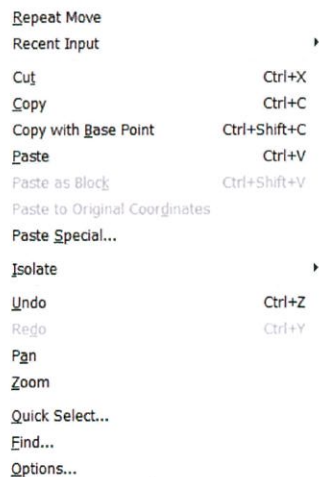 Repeat Move
Recent Input
Cut Ctrl+X
Copy Ctrl+C
Copy with Base Point Ctrl+Shift+C
Paste Ctrl+V
Paste as Block Ctrl+Shift+V
Paste to Original Coordinates
Paste Special...
Isolate
Undo Ctrl+Z
Redo Ctrl+Y
Pan
Zoom
Quick Select...
Find...
Options...